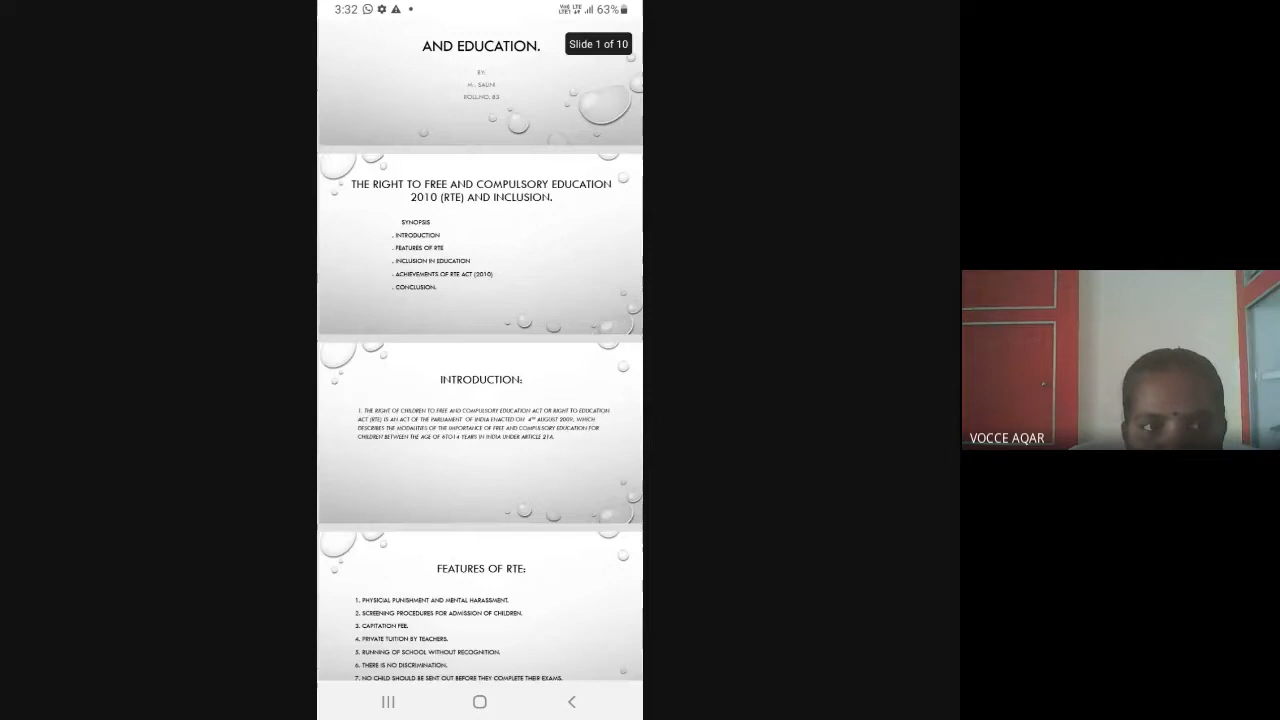 3:32
63%
AND EDUCATION.
Slide 1 of 10
BY:
M . SALINI
ROLL.NO. 83
THE RIGHT TO FREE AND COMPULSORY EDUCATION
2010 (RTE) AND INCLUSION.
SYNOPSIS
. INTRODUCTION
. FEATURES OF RTE
. INCLUSION IN EDUCATION
. ACHIEVEMENTS OF RTE ACT (2010)
. CONCLUSION.
INTRODUCTION:
1. THE RIGHT OF CHILDREN TO FREE AND COMPULSORY EDUCATION ACT OR RIGHT TO EDUCATION
ACT (RTE) IS AN ACT OF THE PARLIAMENT OF INDIA ENACTED ON 4TH AUGUST 2009, WHICH
DESCRIBES THE MODALITIES OF THE IMPORTANCE OF FREE AND COMPULSORY EDUCATION FOR
CHILDREN BETWEEN THE AGE OF 6TO14 YEARS IN INDIA UNDER ARTICLE 21A.
FEATURES OF RTE:
1. PHYSICIAL PUNISHMENT AND MENTAL HARASSMENT.
2. SCREENING PROCEDURES FOR ADMISSION OF CHILDREN.
3. CAPITATION FEE.
4. PRIVATE TUITION BY TEACHERS.
5. RUNNING OF SCHOOL WITHOUT RECOGNITION.
6. THERE IS NO DISCRIMINATION.
7. NO CHILD SHOULD BE SENT OUT BEFORE THEY COMPLETE THEIR EXAMS.
VOCCE AQAR